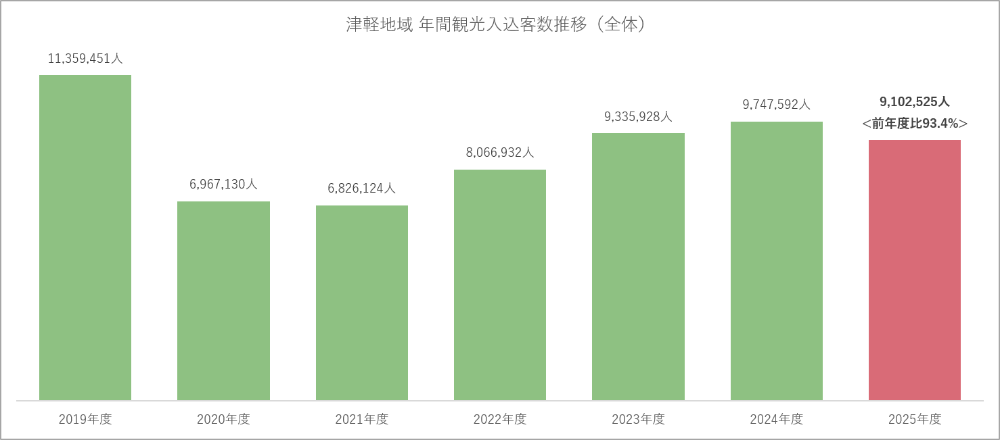 津軽地域 年間観光入込客数推移（全体）
11,359,451人
6,967,130人
6,826,124人
8,066,932人
9,335,928人
9,747,592人
9,102,525人
<前年度比93.4%>
2019年度
2020年度
2021年度
2022年度
2023年度
2024年度
2025年度